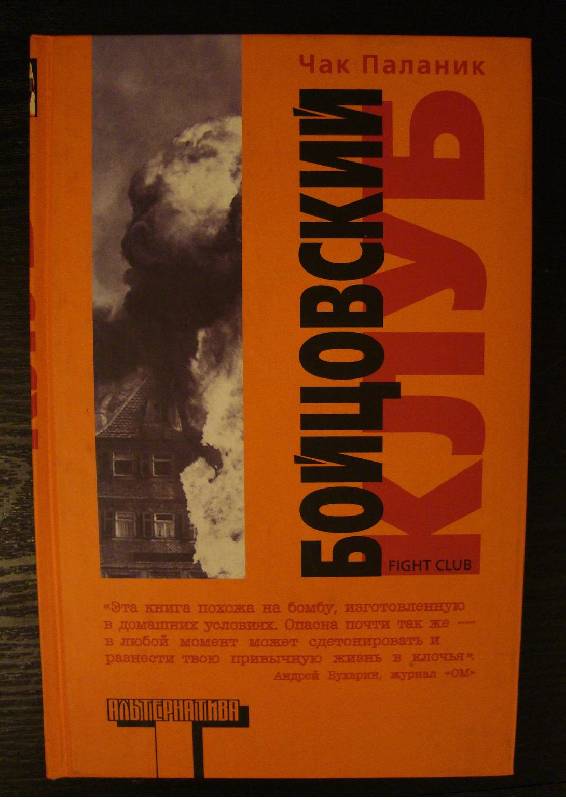 Чак Паланик
БОЙЦОВСКИЙ
КЛУБ
FIGHT CLUB
«Эта книга похожа на бомбу, изготовленную
в домашних условиях. Опасна почти так же —
в любой момент может сдетонировать и
разнести твою привычную жизнь в клочья».
Андрей Бухарин, журнал «ОМ»
АЛЬТЕРНАТИВА